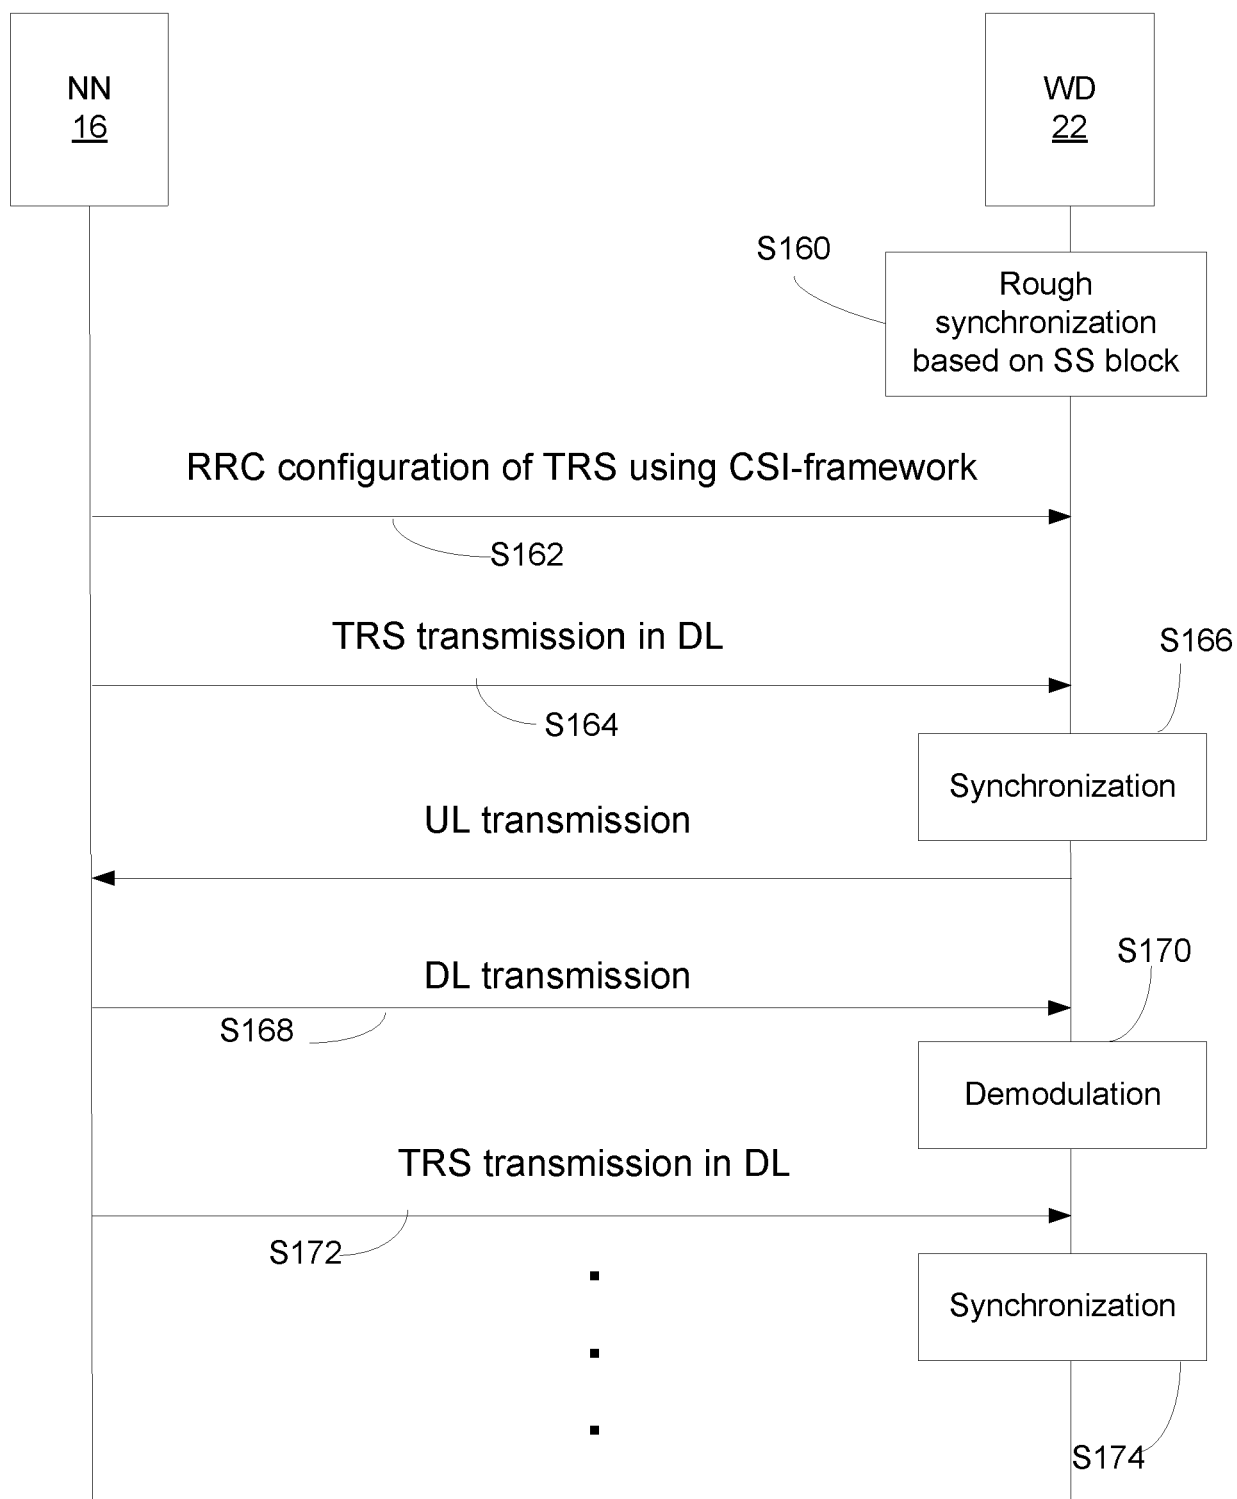 NN
16
WD
22
S160
Rough
synchronization
based on SS block
RRC configuration of TRS using CSI-framework
S162
TRS transmission in DL
S166
S164
Synchronization
UL transmission
S170
DL transmission
S168
Demodulation
TRS transmission in DL
S172
Synchronization
S174